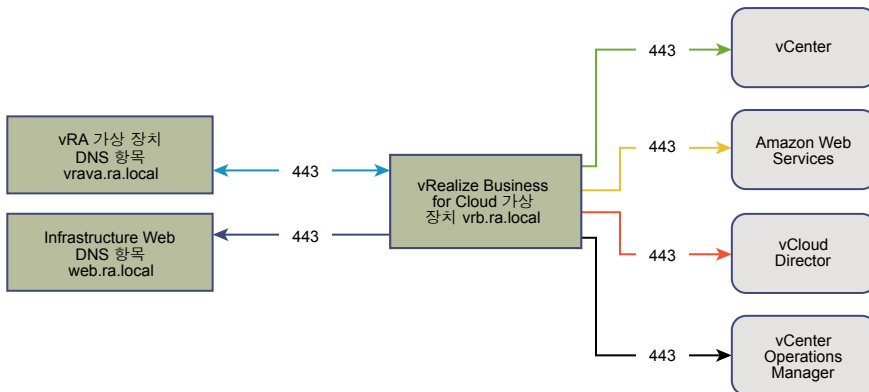 vRA 가상 장치
DNS 항목
vrava.ra.local
443
Infrastructure Web
DNS 항목
web.ra.local
443
vRealize Business
for Cloud 가상
장치 vrb.ra.local
443
vCenter
443
Amazon Web
Services
443
vCloud
Director
443
vCenter
Operations
Manager